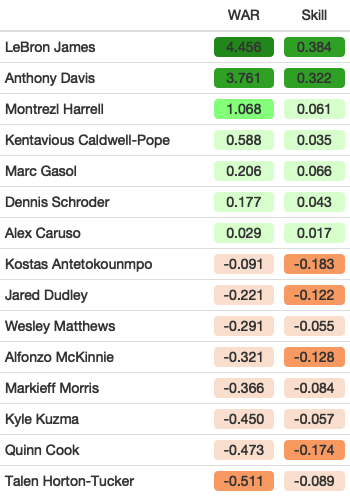 WAR Skill
LeBron James 4.456 0.384
Anthony Davis 3.761 0.322
Montrezl Harrell 1.068 0.061
Kentavious Caldwell-Pope 0.588 0.035
Marc Gasol 0.206 0.066
Dennis Schroder 0.177 0.043
Alex Caruso 0.029 0.017
Kostas Antetokounmpo -0.091 -0.183
Jared Dudley -0.221 -0.122
Wesley Matthews -0.291 -0.055
Alfonzo McKinnie -0.321 -0.128
Markieff Morris -0.366 -0.084
Kyle Kuzma -0.450 -0.057
Quinn Cook -0.473 -0.174
Talen Horton-Tucker -0.511 -0.089